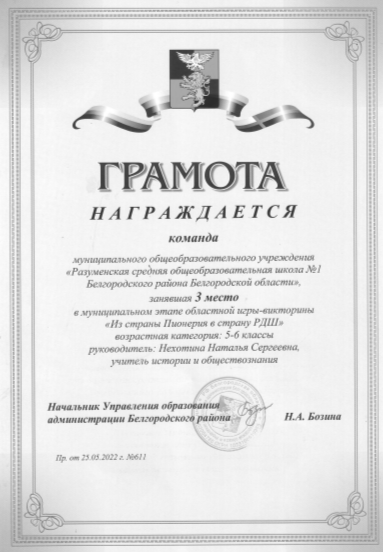 ГРАМОТА
НАГРАЖДАЕТСЯ
команда
муниципального общеобразовательного учреждения
«Разуменская средняя общеобразовательная школа №1
Белгородского района Белгородской области»,
занявшая 3 место
в муниципальном этапе областной игры-викторины
«Из страны Пионерия в страну РДШ»
возрастная категория: 5-6 классы
руководитель: Нехотина Наталья Сергеевна,
учитель истории и обществознания
Начальник Управления образования
администрации Белгородского района
Н.А. Бозина
Пр. от 25.05.2022 г. №611